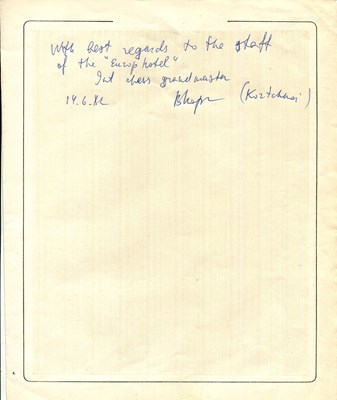 With best regards to the staff
of the "Europ hotel"
Int chess grandmaster
14.6.82 (Kortchnoi)